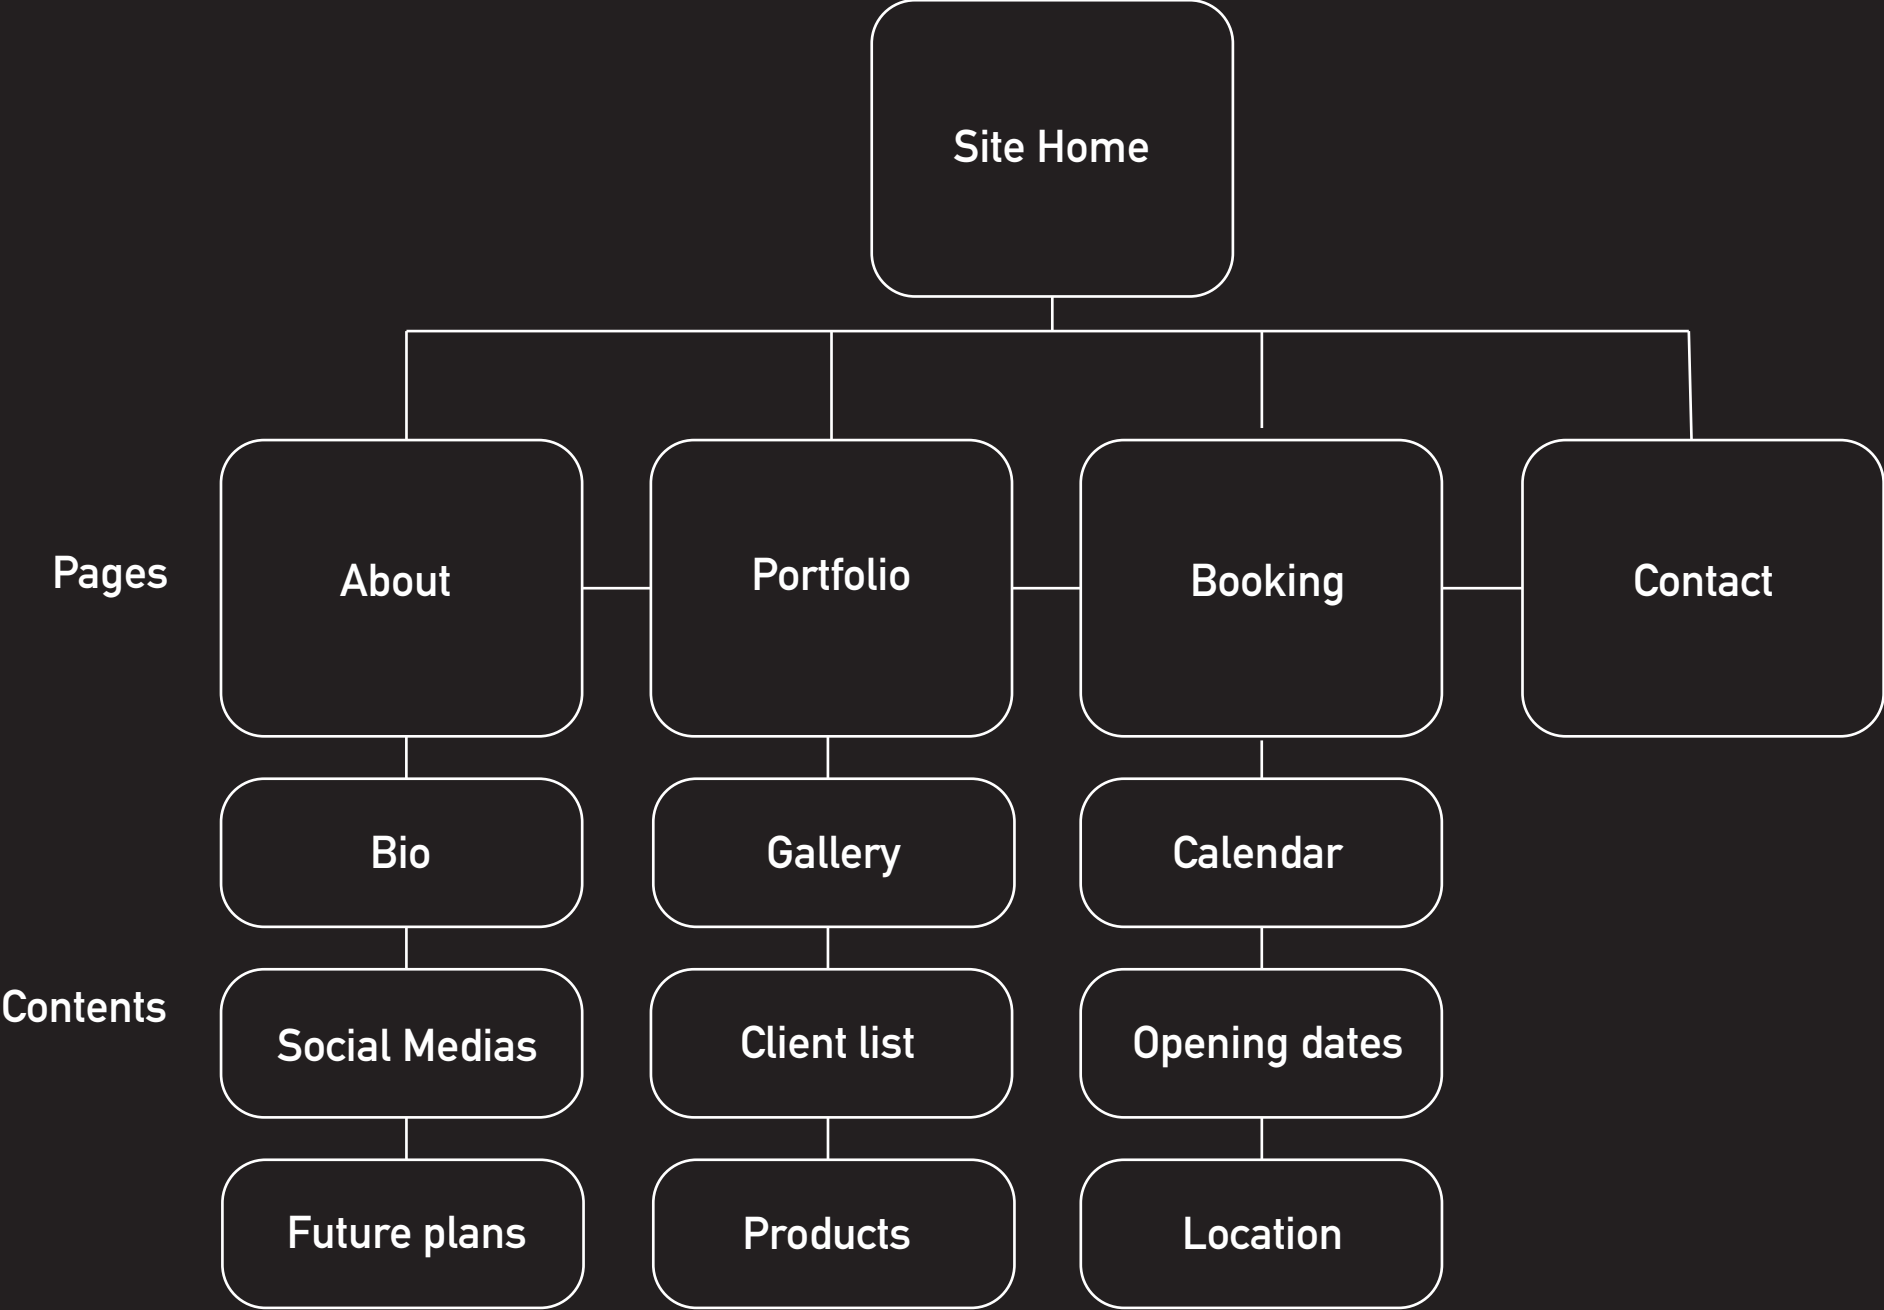 Site Home
Pages
About
Portfolio
Booking
Contact
Bio
Gallery
Calendar
Contents
Social Medias
Client list
Opening dates
Future plans
Products
Location